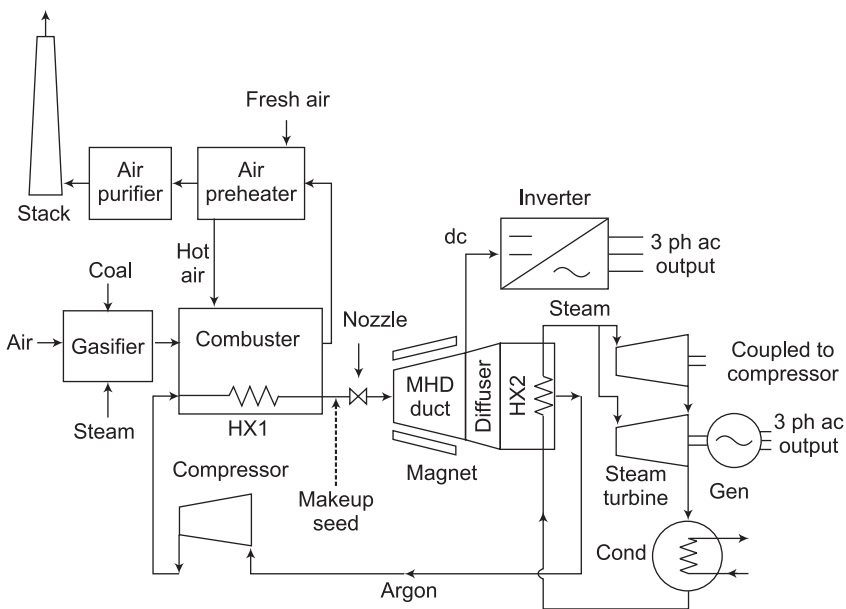 Fresh air
Air
purifier
Air
preheater
Stack
Inverter
dc
3 ph ac
output
Hot
air
Coal
Steam
Nozzle
Air
Gasifier
Combuster
MHD
duct
Diffuser
HX2
Coupled to
compressor
Steam
HX1
Magnet
Steam
turbine
3 ph ac
output
Gen
Compressor
Makeup
seed
Cond
Argon